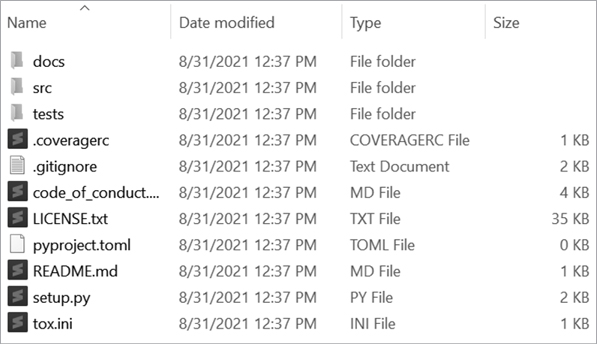 Name Date modified Type Size
docs 8/31/2021 12:37 PM File folder
src 8/31/2021 12:37 PM File folder
tests 8/31/2021 12:37 PM File folder
.coveragerc 8/31/2021 12:37 PM COVERAGERC File 1 KB
.gitignore 8/31/2021 12:37 PM Text Document 2 KB
code_of_conduct.... 8/31/2021 12:37 PM MD File 4 KB
LICENSE.txt 8/31/2021 12:37 PM TXT File 35 KB
pyproject.toml 8/31/2021 12:37 PM TOML File 0 KB
README.md 8/31/2021 12:37 PM MD File 1 KB
setup.py 8/31/2021 12:37 PM PY File 2 KB
tox.ini 8/31/2021 12:37 PM INI File 1 KB